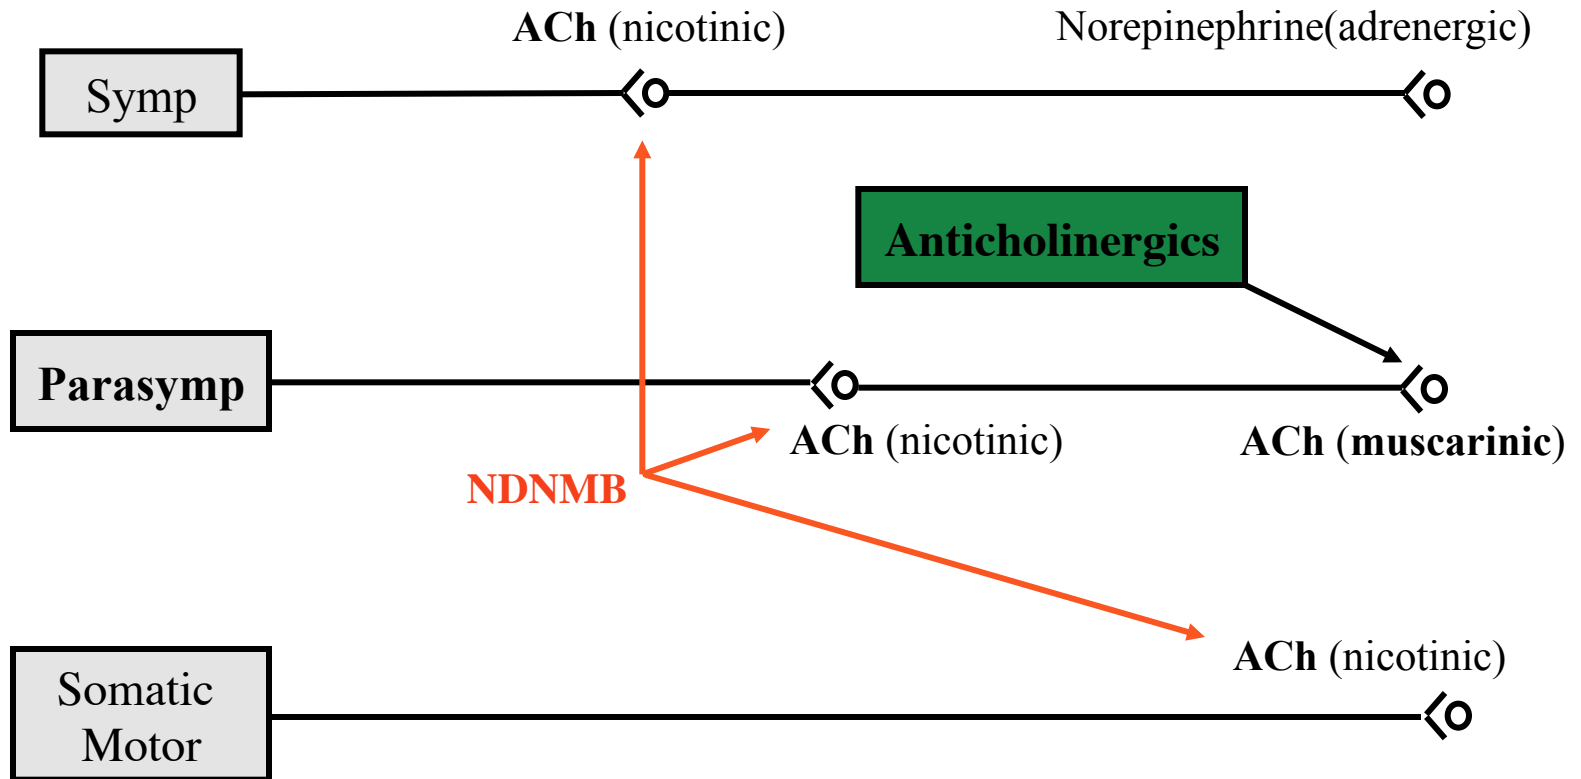 ACh (nicotinic)
Norepinephrine(adrenergic)
Symp
Anticholinergics
Parasymp
ACh (nicotinic)
ACh (muscarinic)
NDNMB
ACh (nicotinic)
Somatic
Motor